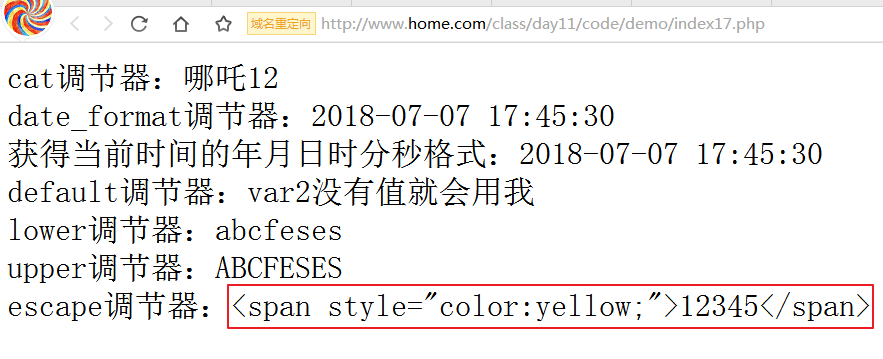 域名重定向 http://www.home.com/class/day11/code/demo/index17.php
cat调节器：哪吒12
date_format调节器：2018-07-07 17:45:30
获得当前时间的年月日时分秒格式：2018-07-07 17:45:30
default调节器：var2没有值就会用我
lower调节器：abcfeses
upper调节器：ABCFESES
escape调节器：<span style="color:yellow;">12345</span>